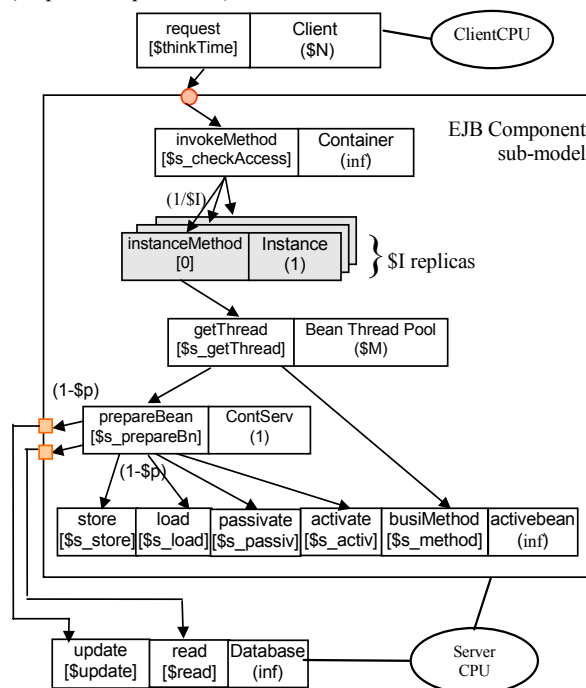 request
[$thinkTime]
Client
($N)
ClientCPU
EJB Component
sub-model
invokeMethod
[$s_checkAccess]
Container
(inf)
(1/$I)
instanceMethod
[0]
Instance
(1)
} $I replicas
getThread
[$s_getThread]
Bean Thread Pool
($M)
(1-$p)
prepareBean
[$s_prepareBn]
ContServ
(1)
(1-$p)
store
[$s_store]
load
[$s_load]
passivate
[$s_passiv]
activate
[$s_activ]
busiMethod
[$s_method]
activebean
(inf)
update
[$update]
read
[$read]
Database
(inf)
Server
CPU